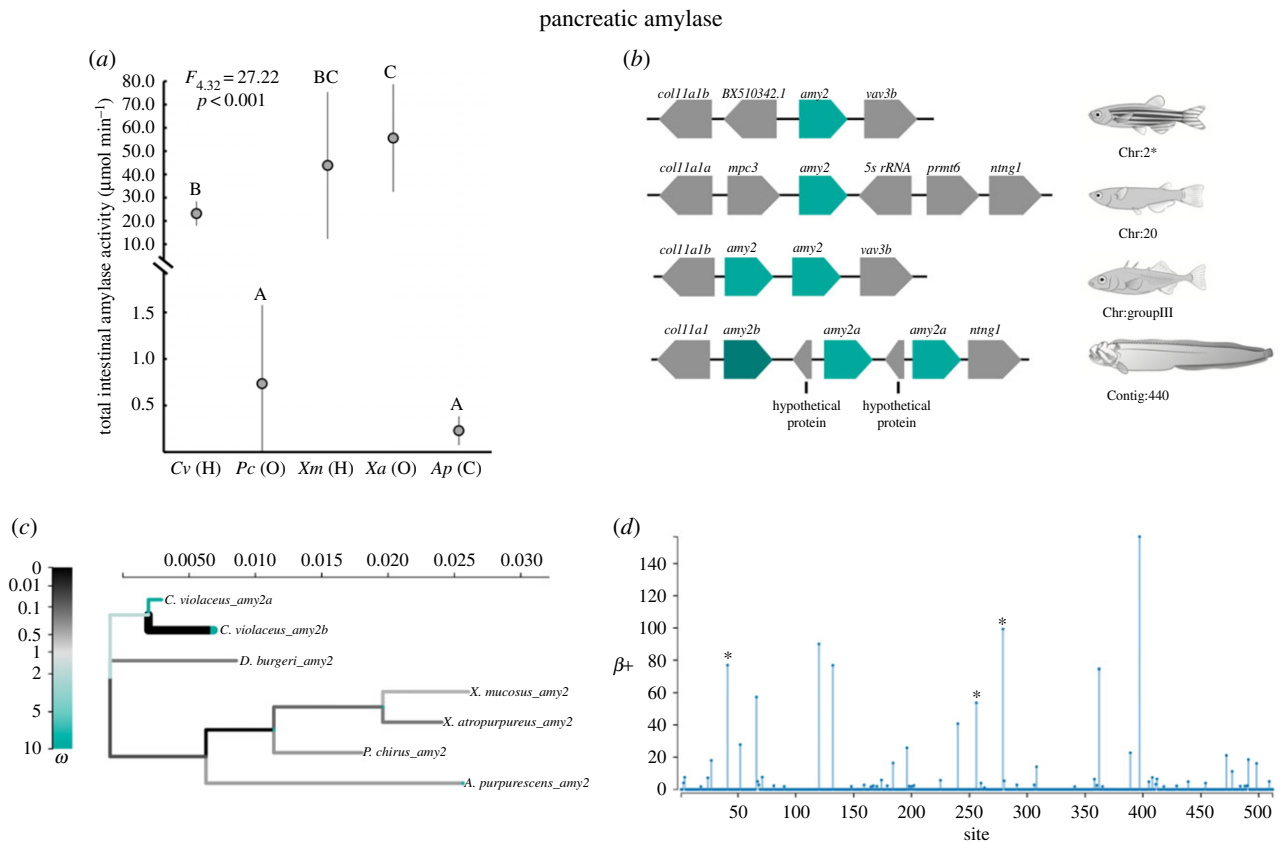 pancreatic amylase
(a)
F4.32 = 27.22
p < 0.001
total intestinal amylase activity (µmol min⁻¹)
80.0
70.0
60.0
50.0
40.0
30.0
20.0
10.0
1.5
1.0
0.5
B
A
BC
C
A
Cv (H)
Pc (O)
Xm (H)
Xa (O)
Ap (C)
(b)
col11a1b
BX510342.1
amy2
vav3b
Chr:2*
col11a1a
mpc3
amy2
5s rRNA
prmt6
ntng1
Chr:20
col11a1b
amy2
amy2
vav3b
Chr:groupIII
col11a1
amy2b
amy2a
amy2a
ntng1
hypothetical
protein
hypothetical
protein
Contig:440
(c)
0
0.01
0.1
0.5
1
2
5
10
ω
0.0050
0.010
0.015
0.020
0.025
0.030
C. violaceus_amy2a
C. violaceus_amy2b
D. burgeri_amy2
X. mucosus_amy2
X. atropurpureus_amy2
P. chirus_amy2
A. purpurescens_amy2
(d)
β+
140
120
100
80
60
40
20
0
*
*
*
50
100
150
200
250
300
350
400
450
500
site